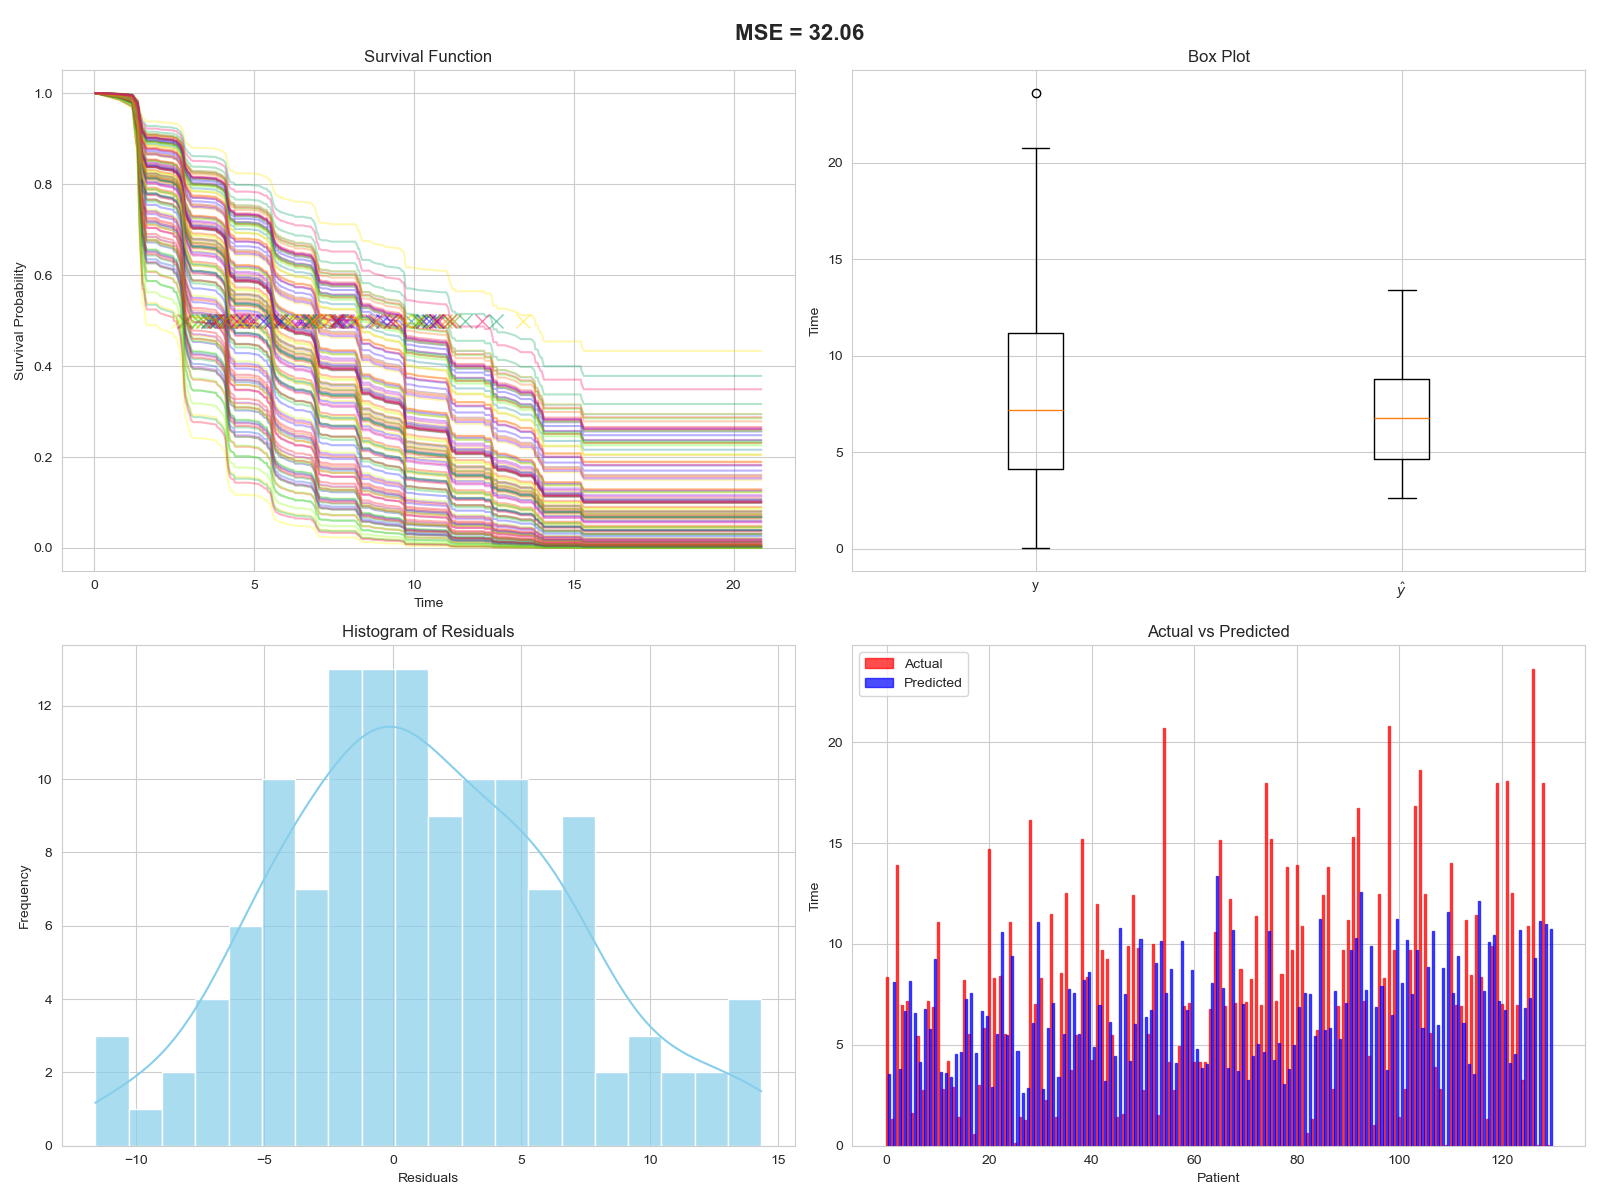 MSE = 32.06
Survival Function
Survival Probability
1.0
0.8
0.6
0.4
0.2
0.0
0 5 10 15 20
Time
Box Plot
Time
20
15
10
5
0
y ŷ
Histogram of Residuals
Frequency
12
10
8
6
4
2
0
−10 −5 0 5 10 15
Residuals
Actual vs Predicted
Actual
Predicted
Time
20
15
10
5
0
0 20 40 60 80 100 120
Patient